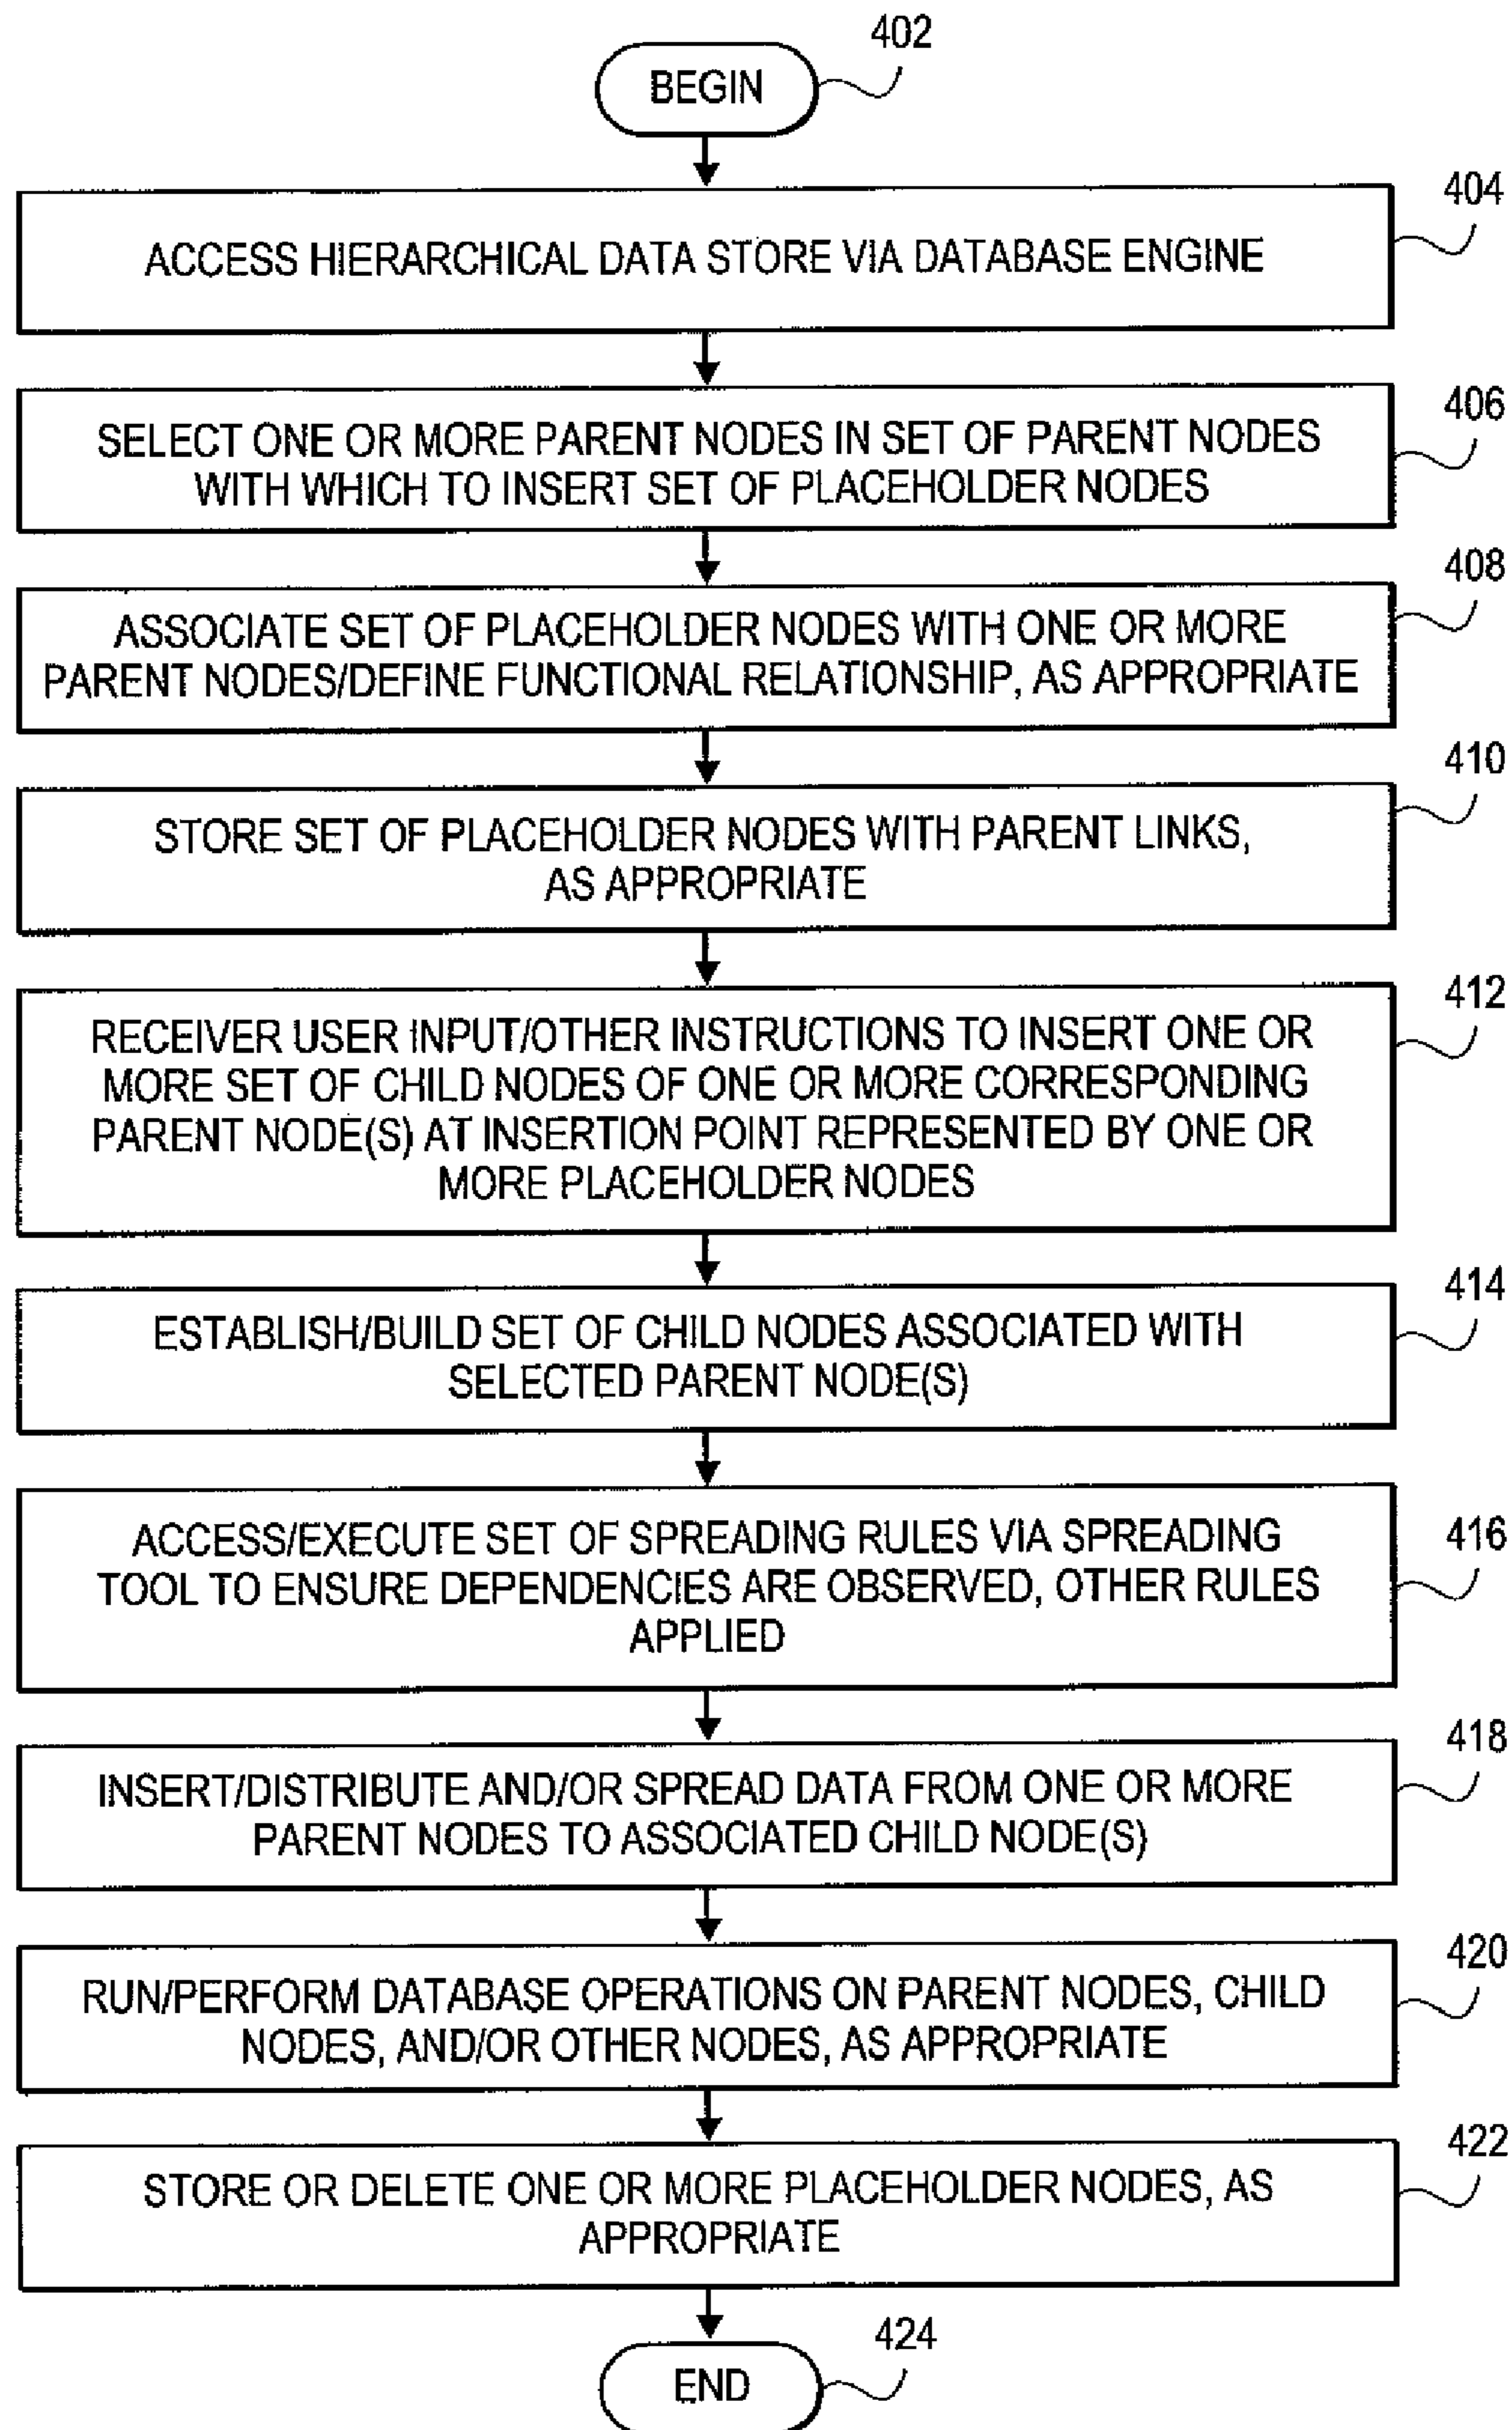 402
BEGIN
404
ACCESS HIERARCHICAL DATA STORE VIA DATABASE ENGINE
406
SELECT ONE OR MORE PARENT NODES IN SET OF PARENT NODES
WITH WHICH TO INSERT SET OF PLACEHOLDER NODES
408
ASSOCIATE SET OF PLACEHOLDER NODES WITH ONE OR MORE
PARENT NODES/DEFINE FUNCTIONAL RELATIONSHIP, AS APPROPRIATE
410
STORE SET OF PLACEHOLDER NODES WITH PARENT LINKS,
AS APPROPRIATE
412
RECEIVER USER INPUT/OTHER INSTRUCTIONS TO INSERT ONE OR
MORE SET OF CHILD NODES OF ONE OR MORE CORRESPONDING
PARENT NODE(S) AT INSERTION POINT REPRESENTED BY ONE OR
MORE PLACEHOLDER NODES
414
ESTABLISH/BUILD SET OF CHILD NODES ASSOCIATED WITH
SELECTED PARENT NODE(S)
416
ACCESS/EXECUTE SET OF SPREADING RULES VIA SPREADING
TOOL TO ENSURE DEPENDENCIES ARE OBSERVED, OTHER RULES
APPLIED
418
INSERT/DISTRIBUTE AND/OR SPREAD DATA FROM ONE OR MORE
PARENT NODES TO ASSOCIATED CHILD NODE(S)
420
RUN/PERFORM DATABASE OPERATIONS ON PARENT NODES, CHILD
NODES, AND/OR OTHER NODES, AS APPROPRIATE
422
STORE OR DELETE ONE OR MORE PLACEHOLDER NODES, AS
APPROPRIATE
424
END